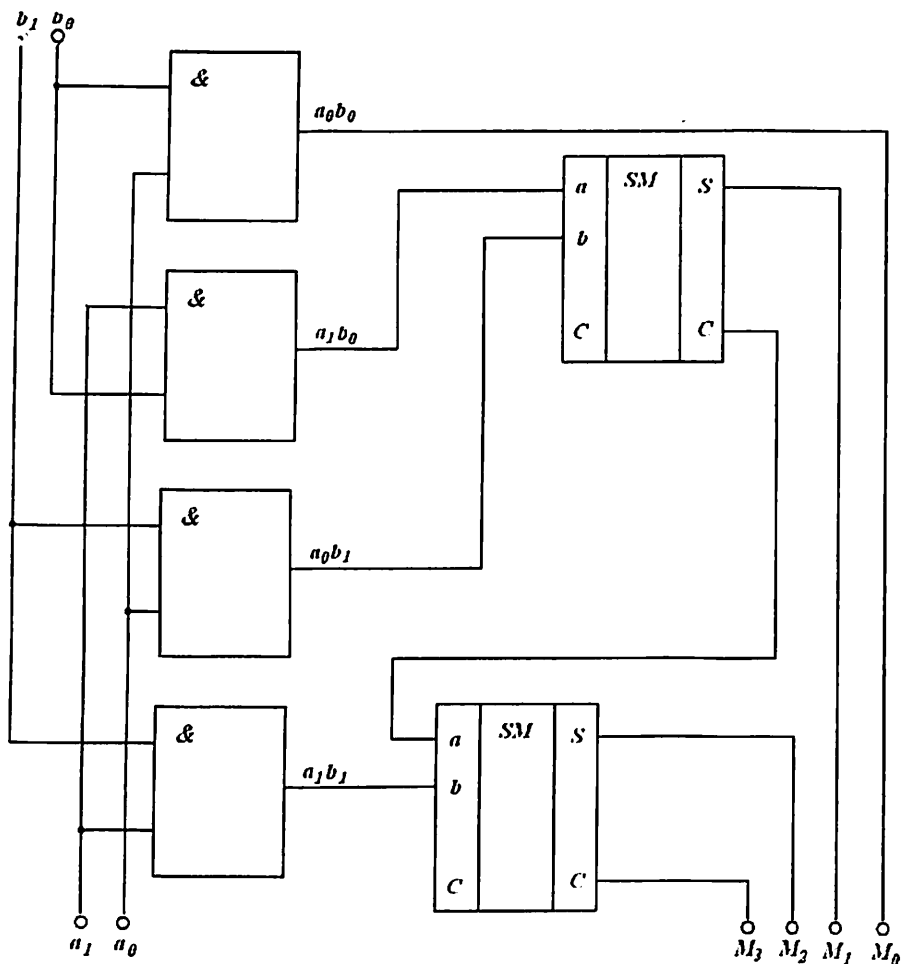 b₁ b₀
&
a₀b₀
a SM S
b
C C
&
a₁b₀
&
a₀b₁
&
a₁b₁
a SM S
b
C C
a₁ a₀
M₃ M₂ M₁ M₀